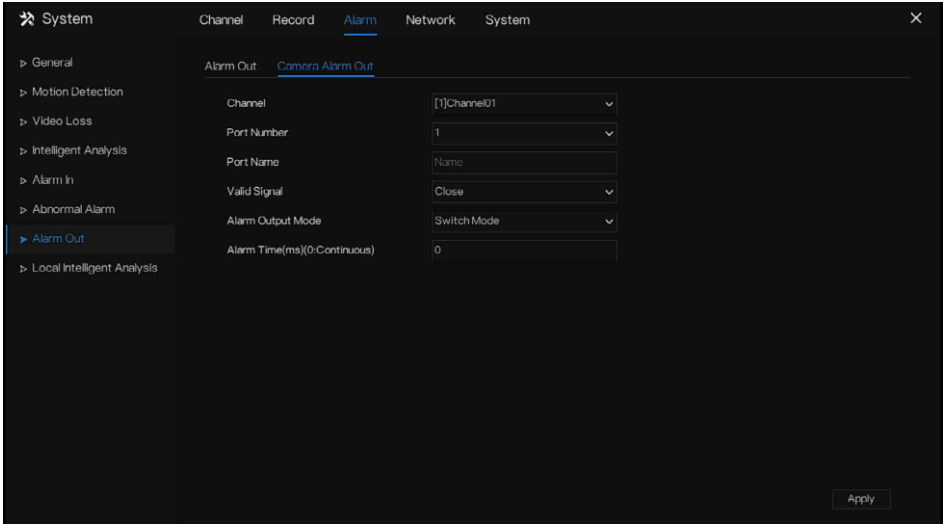 System
Channel Record Alarm Network System
General
Motion Detection
Video Loss
Intelligent Analysis
Alarm In
Abnormal Alarm
Alarm Out
Local Intelligent Analysis
Alarm Out Camera Alarm Out
Channel [1]Channel01
Port Number 1
Port Name Name
Valid Signal Close
Alarm Output Mode Switch Mode
Alarm Time(ms)(0:Continuous) 0
Apply